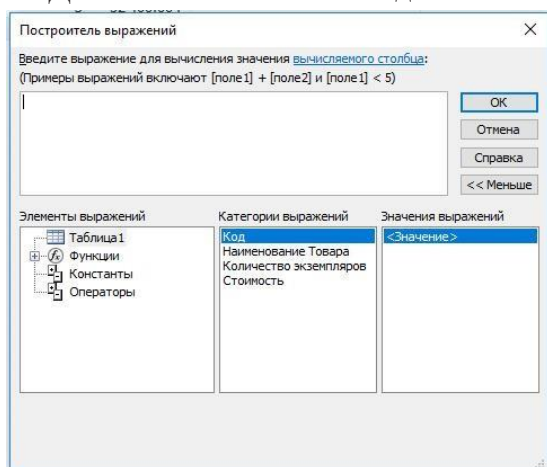 Построитель выражений
Введите выражение для вычисления значения вычисляемого столбца:
(Примеры выражений включают [поле1] + [поле2] и [поле1] < 5)
ОК
Отмена
Справка
<< Меньше
Элементы выражений
Таблица1
Функции
Константы
Операторы
Категории выражений
Код
Наименование Товара
Количество экземпляров
Стоимость
Значения выражений
<Значение>